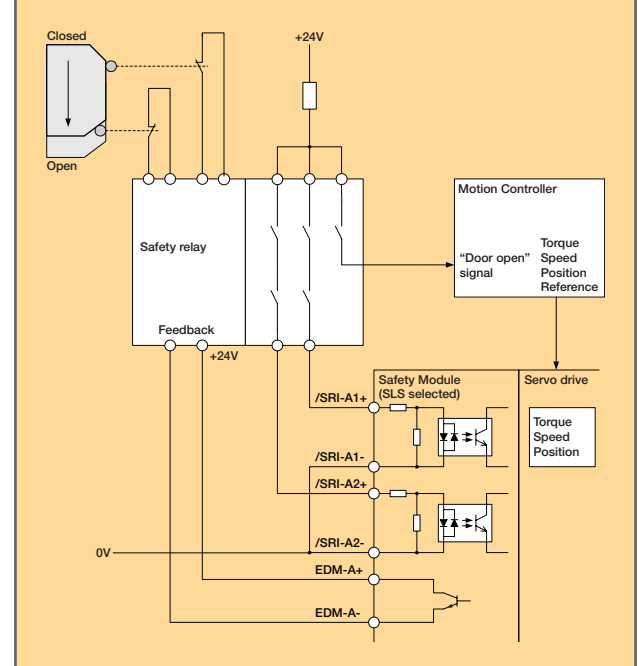 Closed
Open
+24V
Safety relay
Feedback
+24V
Motion Controller
"Door open"
signal
Torque
Speed
Position
Reference
Safety Module
(SLS selected)
Servo drive
Torque
Speed
Position
/SRI-A1+
/SRI-A1-
/SRI-A2+
/SRI-A2-
0V
EDM-A+
EDM-A-